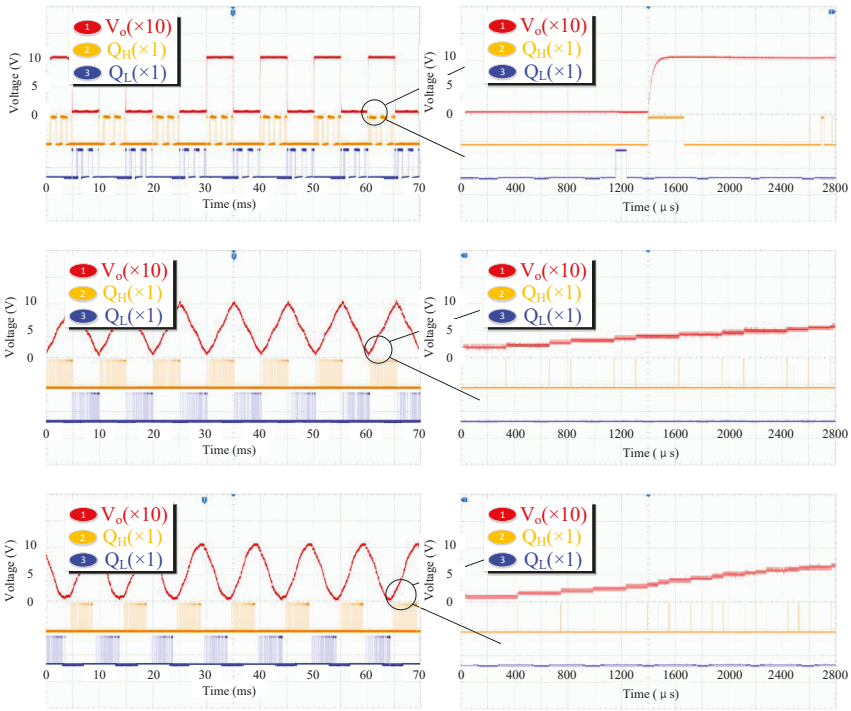 1 Vo(×10)
2 QH(×1)
3 QL(×1)
Voltage (V)
10
5
0
0 10 20 30 40 50 60 70
Time (ms)
1 Vo(×10)
2 QH(×1)
3 QL(×1)
Voltage (V)
10
5
0
0 400 800 1200 1600 2000 2400 2800
Time ( μ s)
1 Vo(×10)
2 QH(×1)
3 QL(×1)
Voltage (V)
10
5
0
0 10 20 30 40 50 60 70
Time (ms)
1 Vo(×10)
2 QH(×1)
3 QL(×1)
Voltage (V)
10
5
0
0 400 800 1200 1600 2000 2400 2800
Time ( μ s)
1 Vo(×10)
2 QH(×1)
3 QL(×1)
Voltage (V)
10
5
0
0 10 20 30 40 50 60 70
Time (ms)
1 Vo(×10)
2 QH(×1)
3 QL(×1)
Voltage (V)
10
5
0
0 400 800 1200 1600 2000 2400 2800
Time ( μ s)